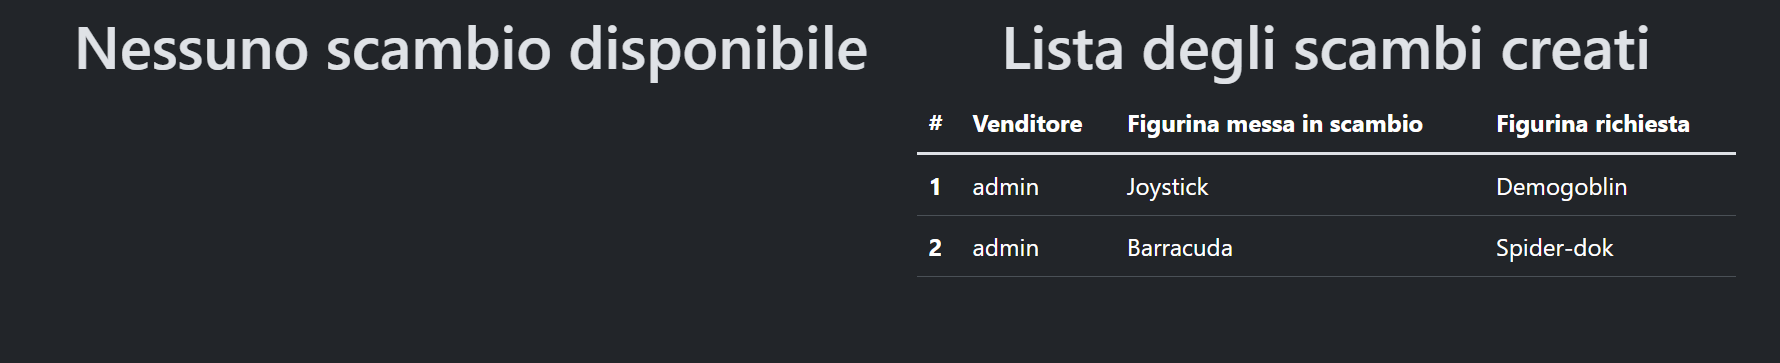 Nessuno scambio disponibile
Lista degli scambi creati
# Venditore Figurina messa in scambio Figurina richiesta
1 admin Joystick Demogoblin
2 admin Barracuda Spider-dok